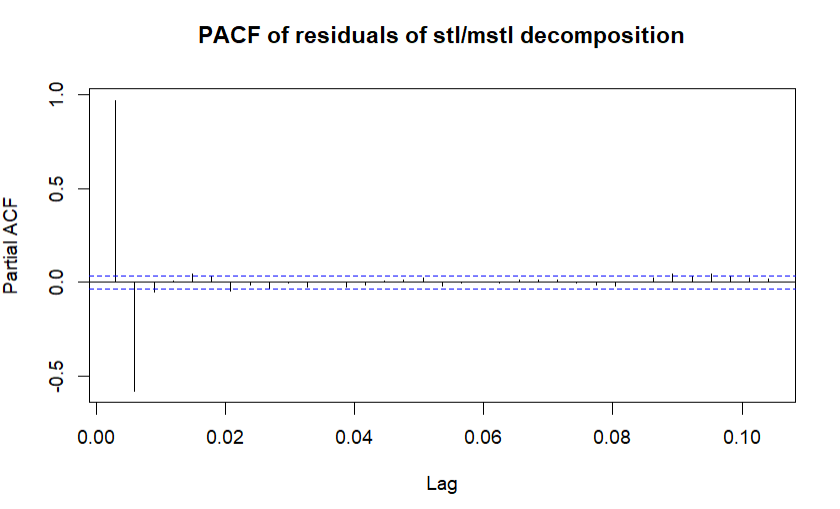 PACF of residuals of stl/mstl decomposition
Partial ACF
1.0
0.5
0.0
-0.5
0.00 0.02 0.04 0.06 0.08 0.10
Lag